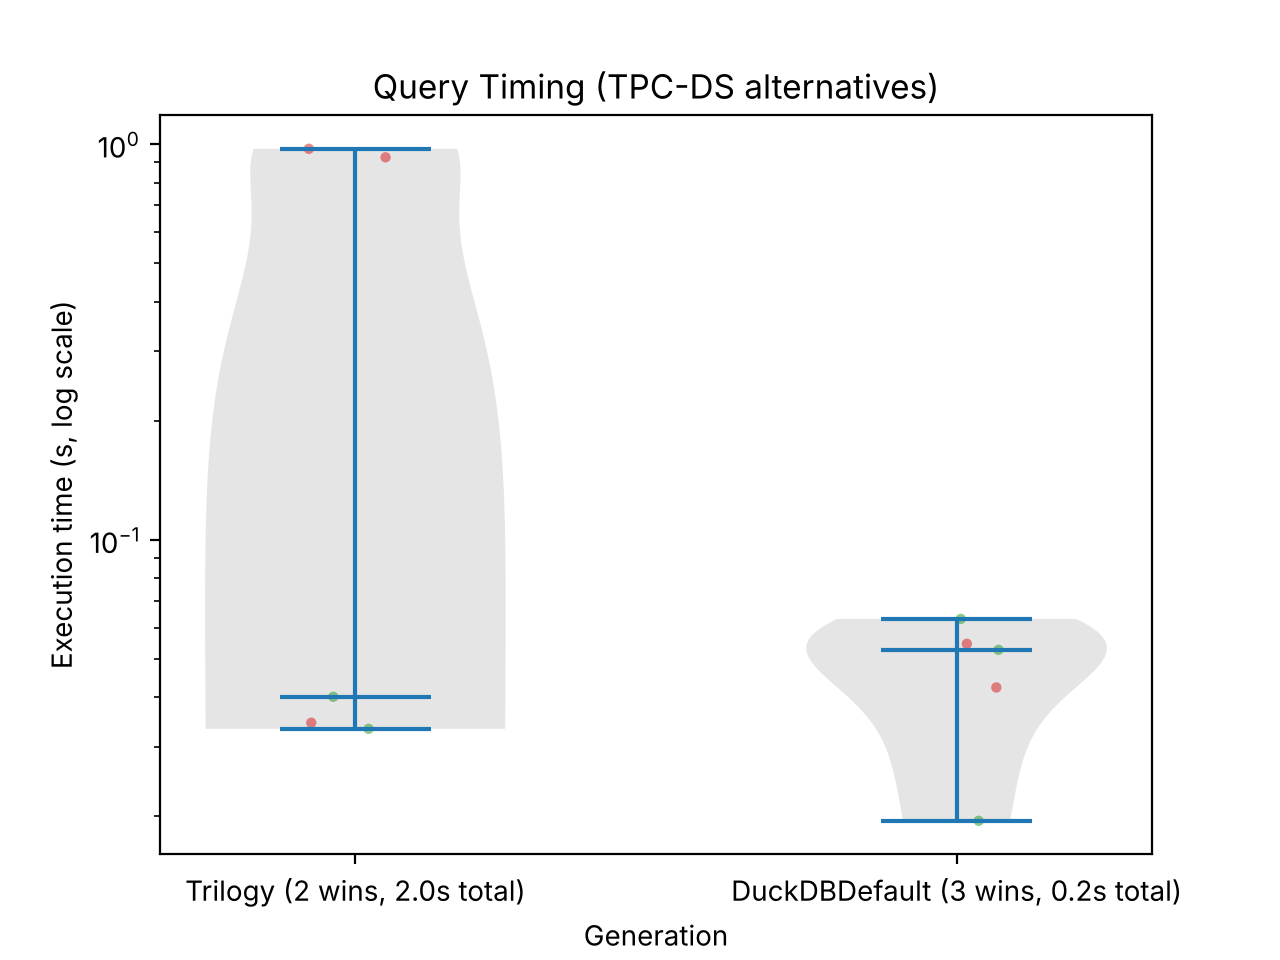 Query Timing (TPC-DS alternatives)
10⁰
10⁻¹
Execution time (s, log scale)
Trilogy (2 wins, 2.0s total)
DuckDBDefault (3 wins, 0.2s total)
Generation